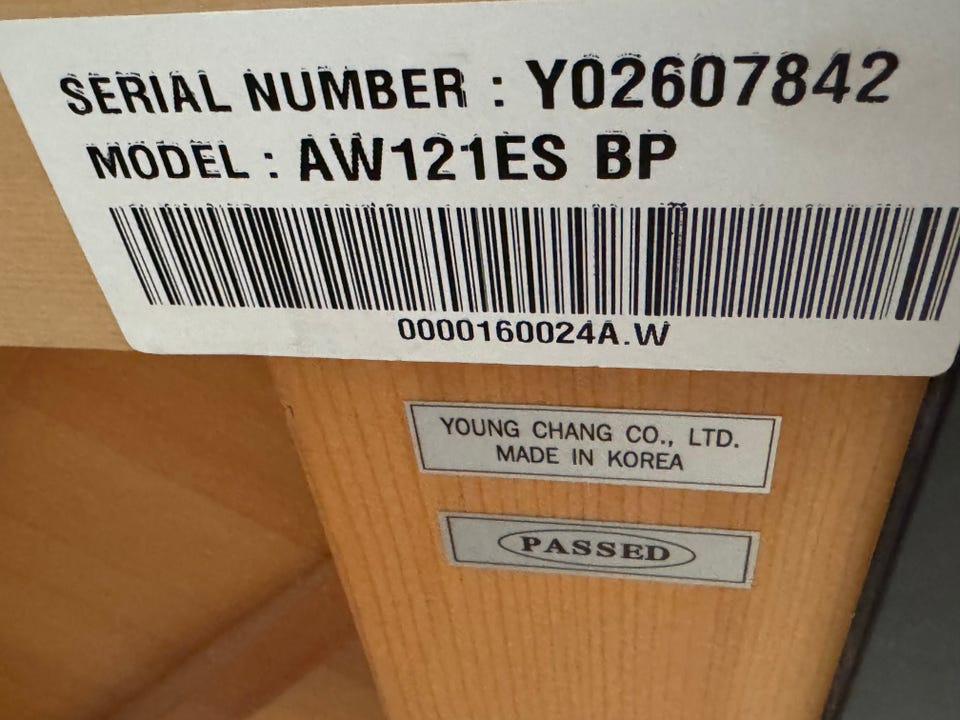 SERIAL NUMBER : Y02607842
MODEL : AW121ES BP
0000160024A.W
YOUNG CHANG CO., LTD.
MADE IN KOREA
PASSED